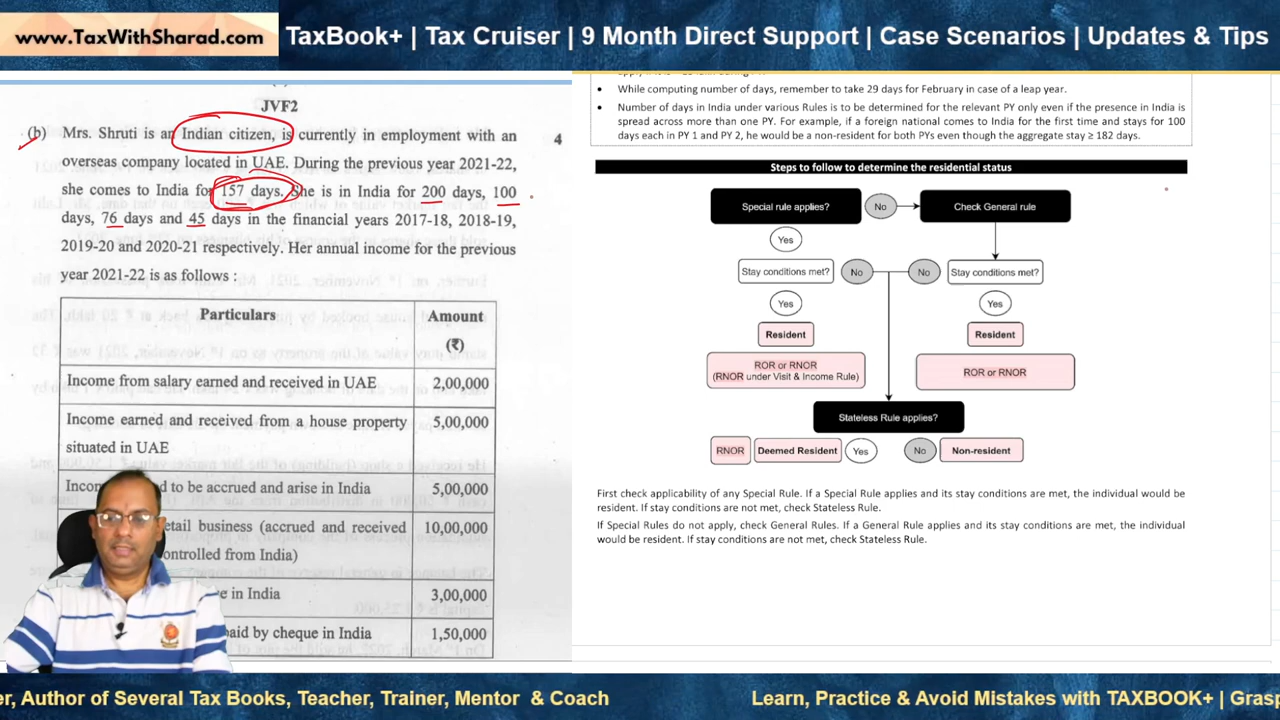 www.TaxWithSharad.com
TaxBook+ | Tax Cruiser | 9 Month Direct Support | Case Scenarios | Updates & Tips
JVF2
(b) Mrs. Shruti is an Indian citizen, is currently in employment with an 4
overseas company located in UAE. During the previous year 2021-22,
she comes to India for 157 days. She is in India for 200 days, 100
days, 76 days and 45 days in the financial years 2017-18, 2018-19,
2019-20 and 2020-21 respectively. Her annual income for the previous
year 2021-22 is as follows :
Particulars Amount
(₹)
Income from salary earned and received in UAE 2,00,000
Income earned and received from a house property 5,00,000
situated in UAE
to be accrued and arise in India 5,00,000
business (accrued and received 10,00,000
from India)
in India 3,00,000
by cheque in India 1,50,000
• While computing number of days, remember to take 29 days for February in case of a leap year.
• Number of days in India under various Rules is to be determined for the relevant PY only even if the presence in India is
spread across more than one PY. For example, if a foreign national comes to India for the first time and stays for 100
days each in PY 1 and PY 2, he would be a non-resident for both PYs even though the aggregate stay ≥ 182 days.
Steps to follow to determine the residential status
Special rule applies? No Check General rule
Yes
Stay conditions met? No No Stay conditions met?
Yes Yes
Resident Resident
ROR or RNOR
(RNOR under Visit & Income Rule)
ROR or RNOR
Stateless Rule applies?
RNOR Deemed Resident Yes No Non-resident
First check applicability of any Special Rule. If a Special Rule applies and its stay conditions are met, the individual would be
resident. If stay conditions are not met, check Stateless Rule.
If Special Rules do not apply, check General Rules. If a General Rule applies and its stay conditions are met, the individual
would be resident. If stay conditions are not met, check Stateless Rule.
er, Author of Several Tax Books, Teacher, Trainer, Mentor & Coach
Learn, Practice & Avoid Mistakes with TAXBOOK+ |